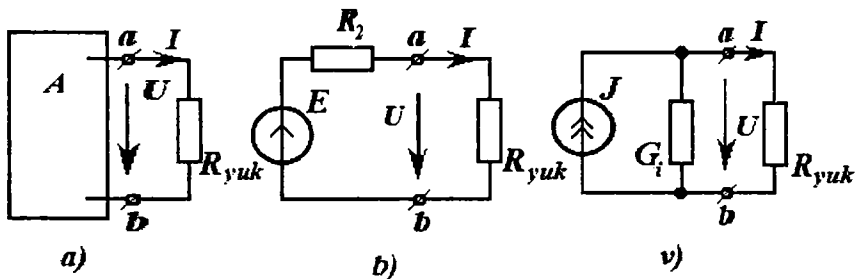 a I
A U
R_yuk
a)
R_2 a I
E U
R_yuk
b
b)
a I
J
G_i U
R_yuk
b
v)